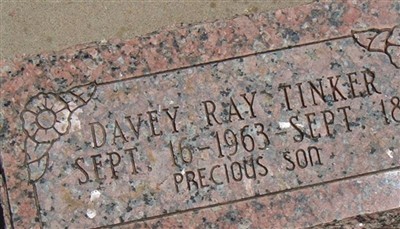 DAVEY RAY TINKER
SEPT. 16-1963-SEPT. 18
PRECIOUS SON